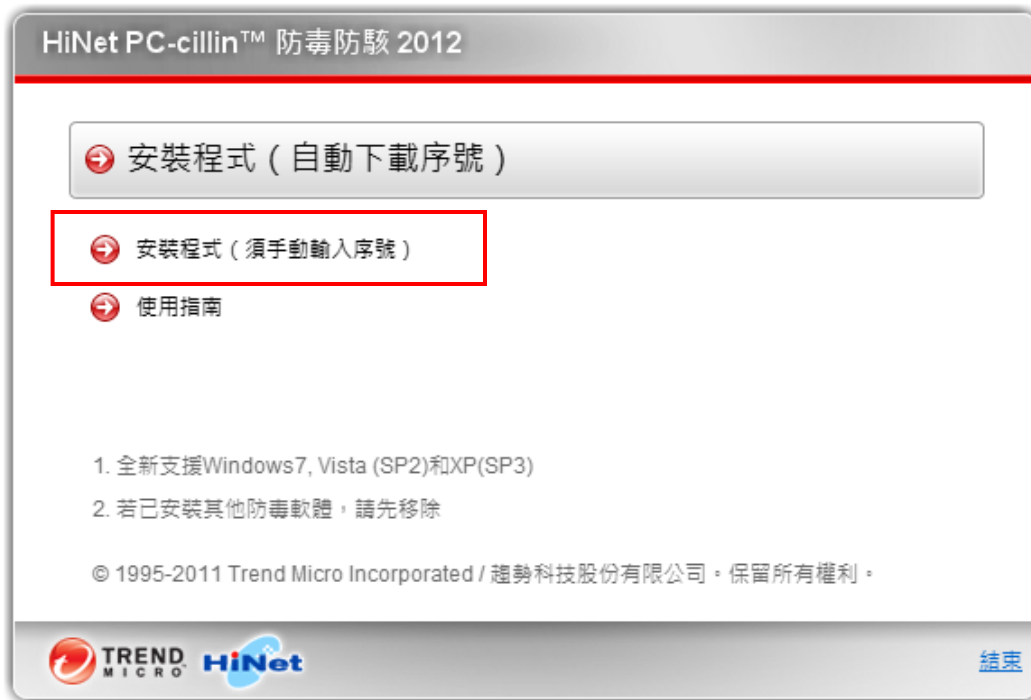 HiNet PC-cillin™ 防毒防駭 2012
安裝程式（自動下載序號）
安裝程式（須手動輸入序號）
使用指南
1. 全新支援Windows7, Vista (SP2)和XP(SP3)
2. 若已安裝其他防毒軟體，請先移除
© 1995-2011 Trend Micro Incorporated / 趨勢科技股份有限公司。保留所有權利。
TREND MICRO HiNet 結束